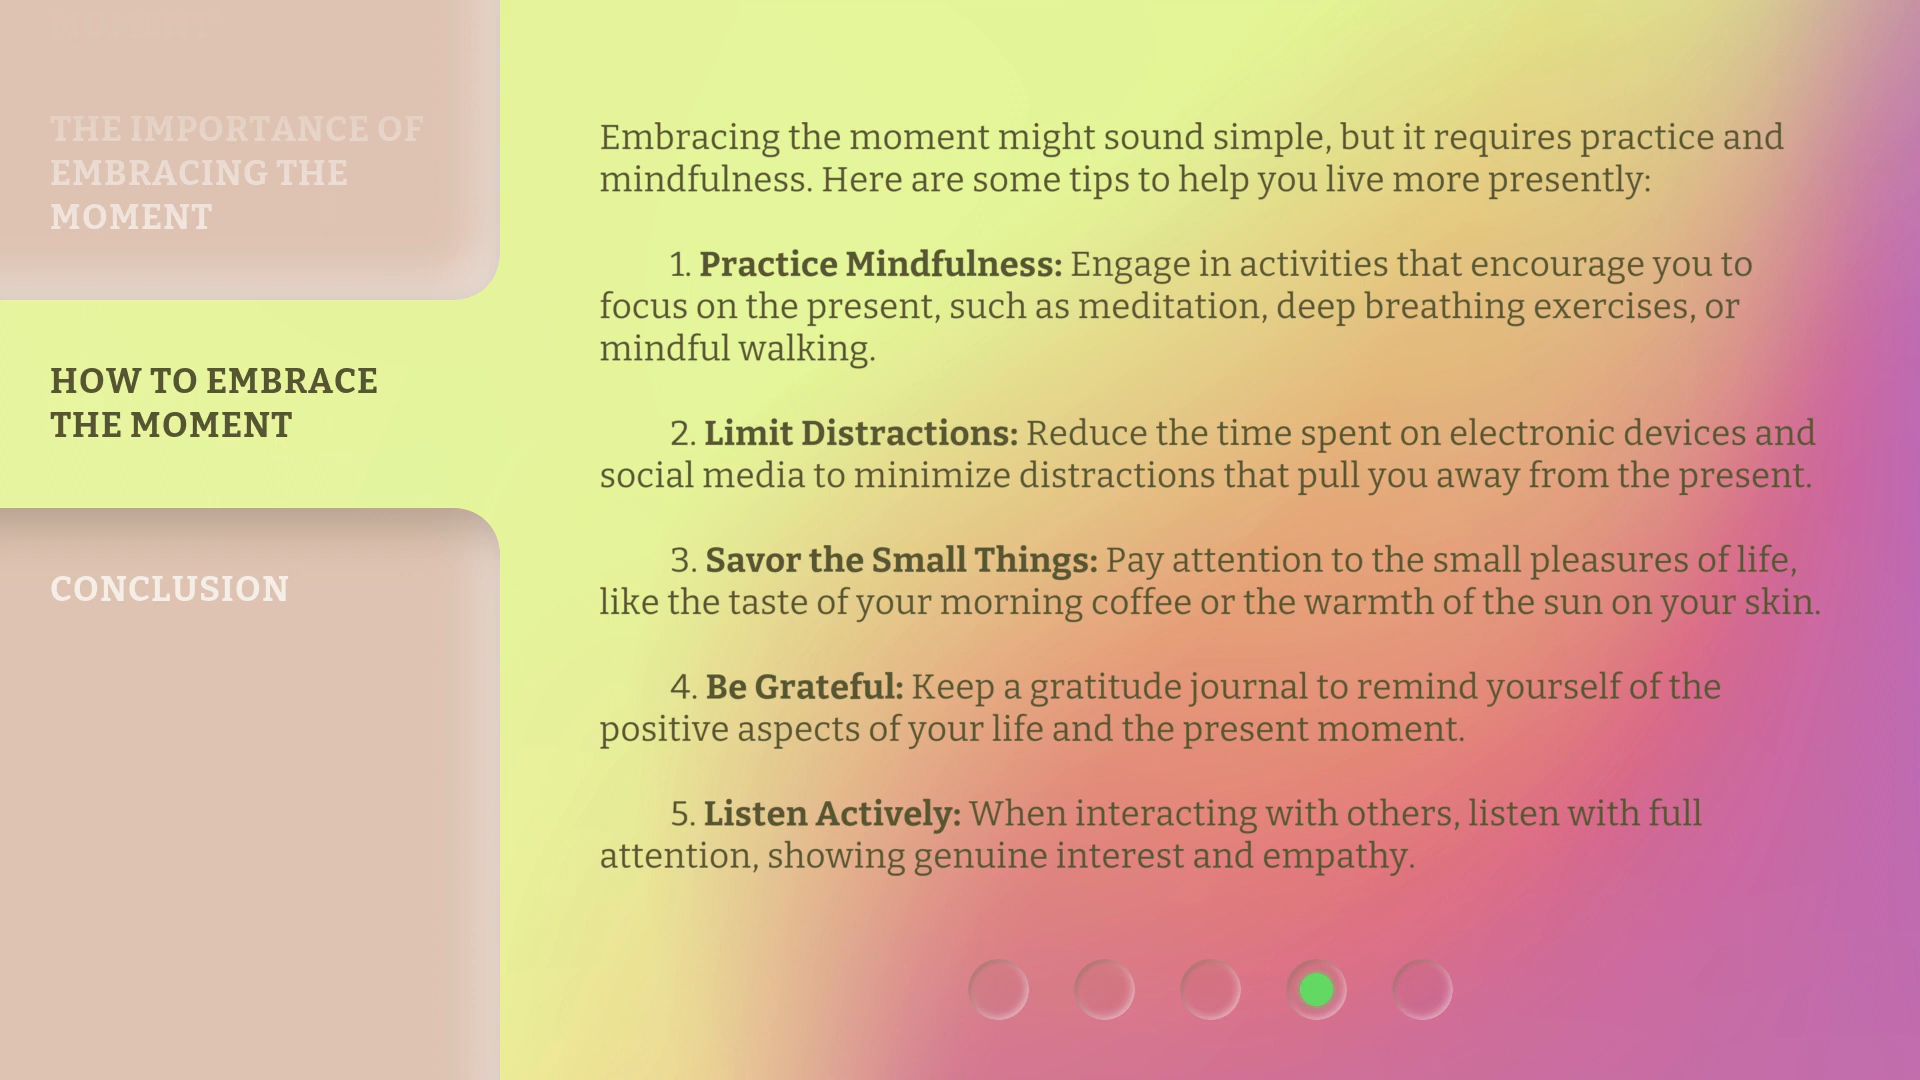 THE IMPORTANCE OF
EMBRACING THE
MOMENT
HOW TO EMBRACE
THE MOMENT
CONCLUSION
Embracing the moment might sound simple, but it requires practice and
mindfulness. Here are some tips to help you live more presently:
1. Practice Mindfulness: Engage in activities that encourage you to
focus on the present, such as meditation, deep breathing exercises, or
mindful walking.
2. Limit Distractions: Reduce the time spent on electronic devices and
social media to minimize distractions that pull you away from the present.
3. Savor the Small Things: Pay attention to the small pleasures of life,
like the taste of your morning coffee or the warmth of the sun on your skin.
4. Be Grateful: Keep a gratitude journal to remind yourself of the
positive aspects of your life and the present moment.
5. Listen Actively: When interacting with others, listen with full
attention, showing genuine interest and empathy.